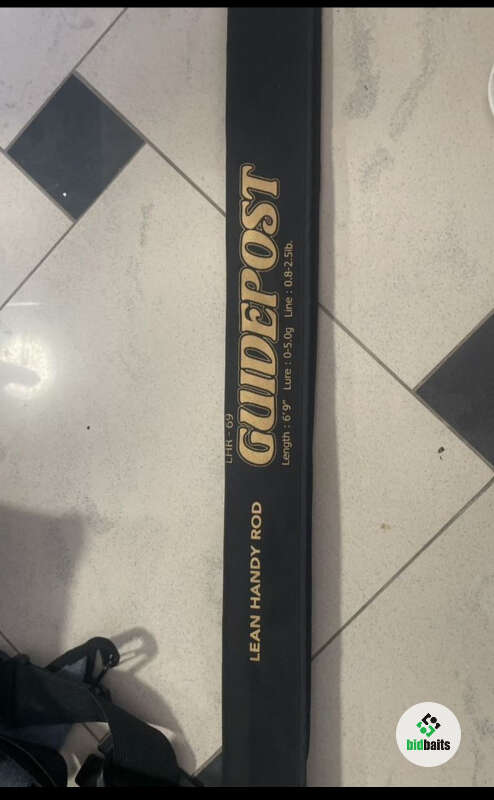 LEAN HANDY ROD
LHR - 69
GUIDEPOST
Length : 6'9" Lure : 0-5.0g Line : 0.8-2.5lb.
bidbaits